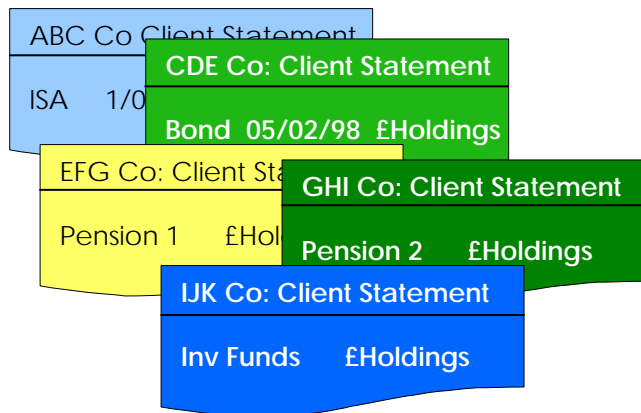 ABC Co Client Statement
ISA 1/0
CDE Co: Client Statement
Bond 05/02/98 £Holdings
EFG Co: Client Sta
Pension 1 £Hol
GHI Co: Client Statement
Pension 2 £Holdings
IJK Co: Client Statement
Inv Funds £Holdings